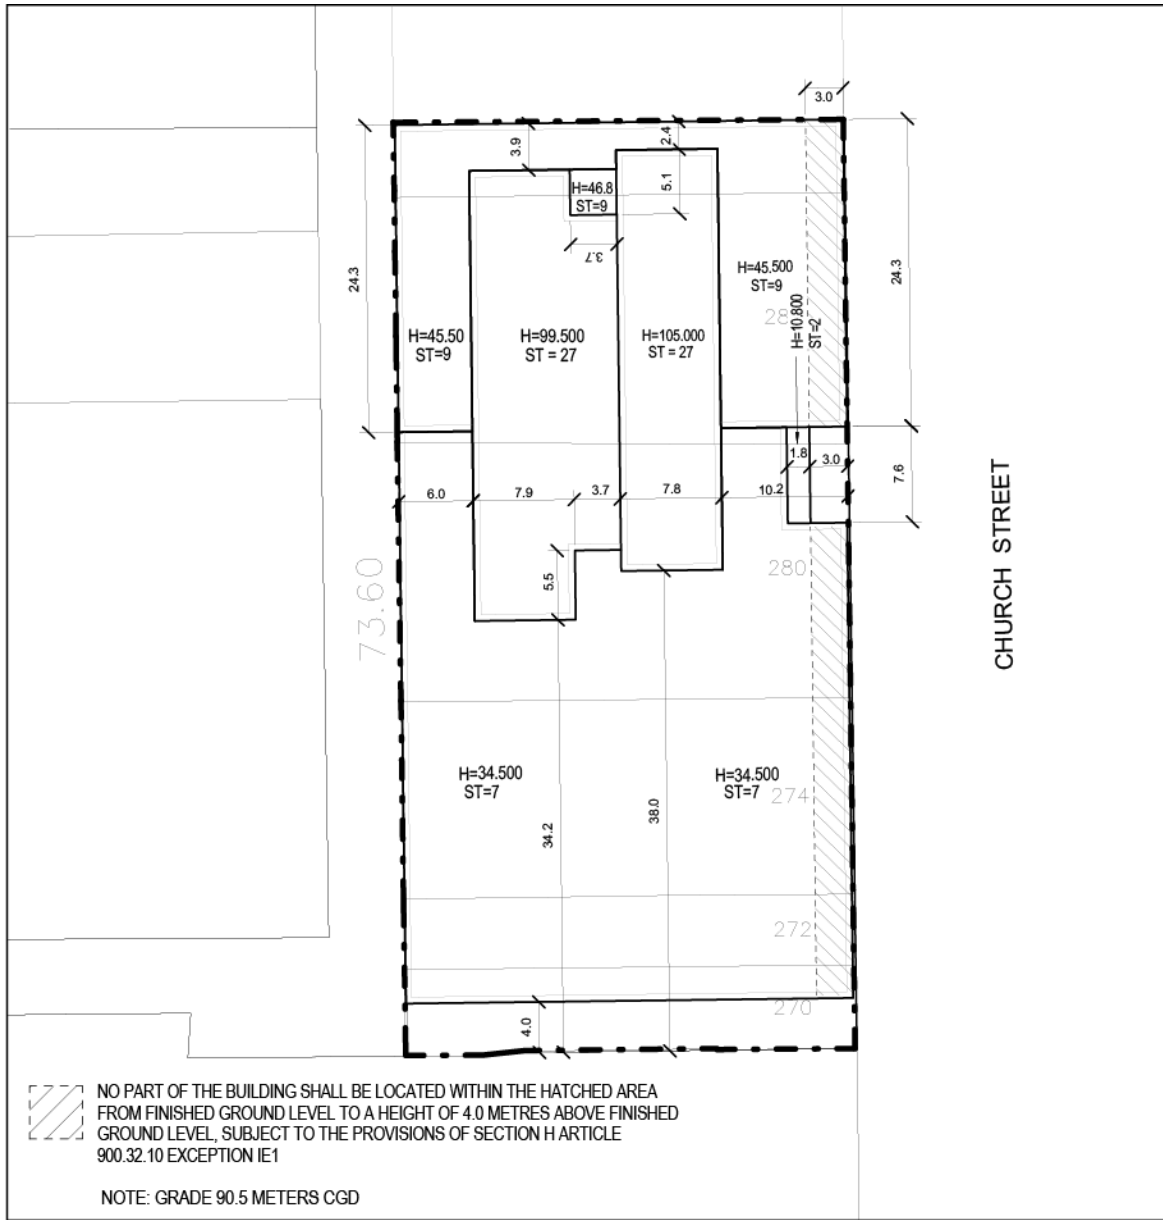 3.0
3.9
2.4
5.1
H=46.8
ST=9
3.7
24.3
24.3
H=45.500
ST=9
28
H=10.800
ST=2
H=45.50
ST=9
H=99.500
ST = 27
H=105.000
ST = 27
1.8
3.0
7.6
6.0
7.9
3.7
7.8
10.2
CHURCH STREET
73.60
5.5
280
H=34.500
ST=7
H=34.500
ST=7
274
34.2
38.0
272
270
4.0
NO PART OF THE BUILDING SHALL BE LOCATED WITHIN THE HATCHED AREA
FROM FINISHED GROUND LEVEL TO A HEIGHT OF 4.0 METRES ABOVE FINISHED
GROUND LEVEL, SUBJECT TO THE PROVISIONS OF SECTION H ARTICLE
900.32.10 EXCEPTION IE1
NOTE: GRADE 90.5 METERS CGD